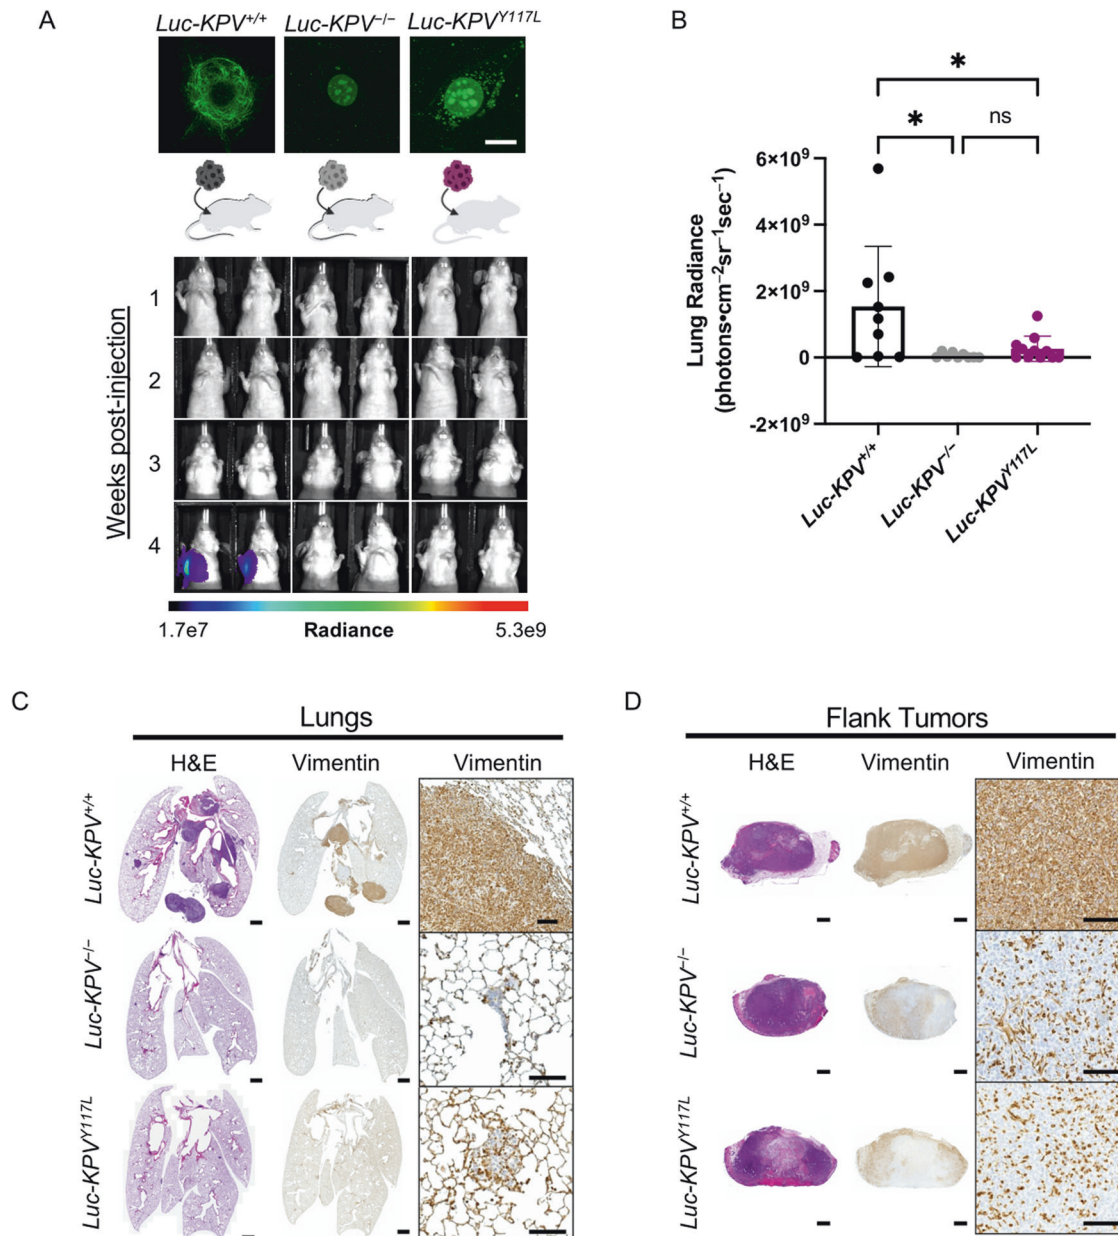 A
Luc-KPV+/+ Luc-KPV−/− Luc-KPVY117L
Weeks post-injection
1
2
3
4
1.7e7 Radiance 5.3e9
B
*
* ns
Lung Radiance
(photons•cm−2sr−1sec−1)
6×10⁹
4×10⁹
2×10⁹
0
-2×10⁹
Luc-KPV+/+
Luc-KPV−/−
Luc-KPVY117L
C
Lungs
H&E Vimentin Vimentin
Luc-KPV+/+
Luc-KPV−/−
Luc-KPVY117L
D
Flank Tumors
H&E Vimentin Vimentin
Luc-KPV+/+
Luc-KPV−/−
Luc-KPVY117L